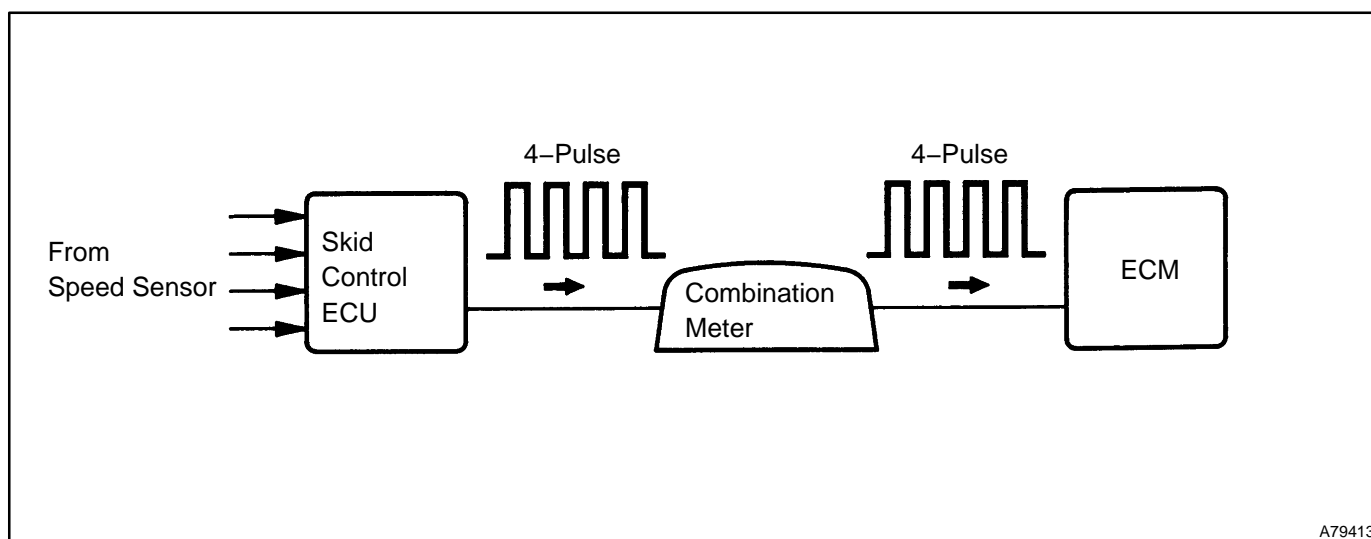 4−Pulse
4−Pulse
From
Speed Sensor
Skid
Control
ECU
Combination
Meter
ECM
A79413